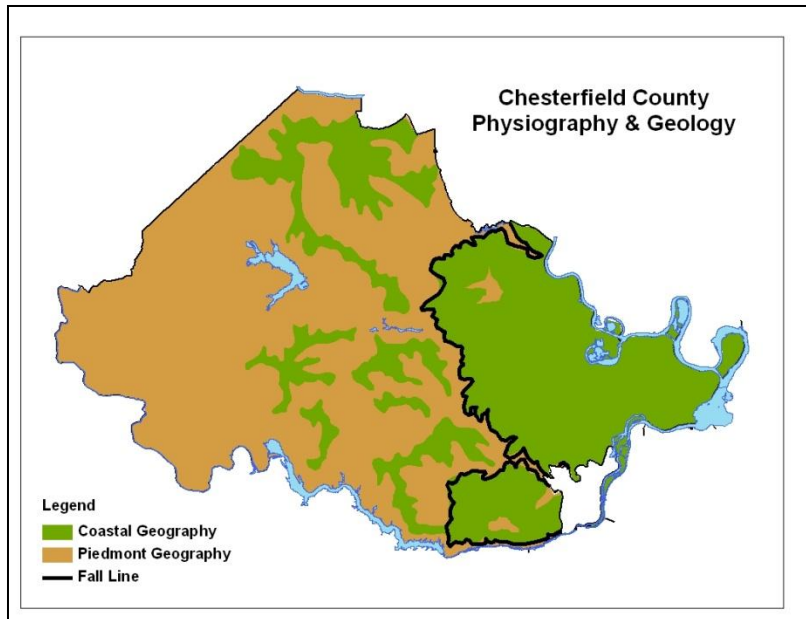 Chesterfield County
Physiography & Geology
Legend
Coastal Geography
Piedmont Geography
Fall Line